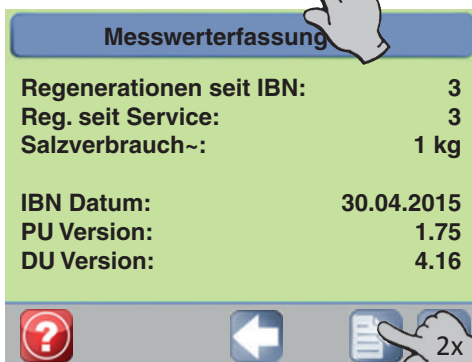 Messwerterfassung
Regenerationen seit IBN: 3
Reg. seit Service: 3
Salzverbrauch~: 1 kg
IBN Datum: 30.04.2015
PU Version: 1.75
DU Version: 4.16
? 2x